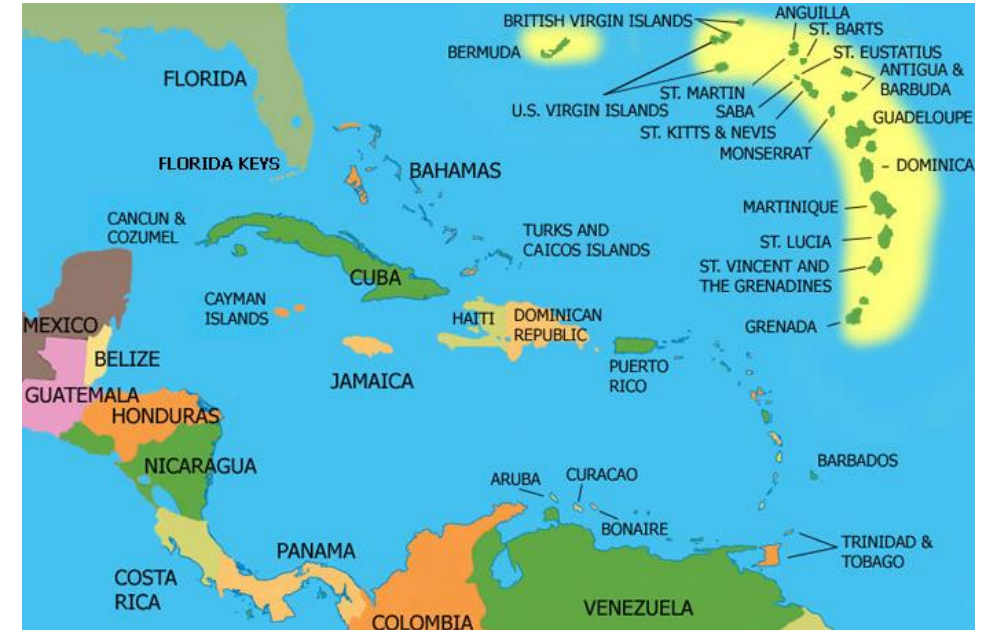 BRITISH VIRGIN ISLANDS
ANGUILLA
ST. BARTS
BERMUDA
ST. EUSTATIUS
FLORIDA
ANTIGUA &
BARBUDA
ST. MARTIN
U.S. VIRGIN ISLANDS
SABA
GUADELOUPE
ST. KITTS & NEVIS
MONSERRAT
FLORIDA KEYS
BAHAMAS
DOMINICA
MARTINIQUE
CANCUN &
COZUMEL
TURKS AND
CAICOS ISLANDS
ST. LUCIA
ST. VINCENT AND
THE GRENADINES
CUBA
CAYMAN
ISLANDS
HAITI
DOMINICAN
REPUBLIC
GRENADA
MEXICO
BELIZE
JAMAICA
PUERTO
RICO
GUATEMALA
HONDURAS
NICARAGUA
BARBADOS
ARUBA
CURACAO
BONAIRE
TRINIDAD &
TOBAGO
PANAMA
COSTA
RICA
VENEZUELA
COLOMBIA